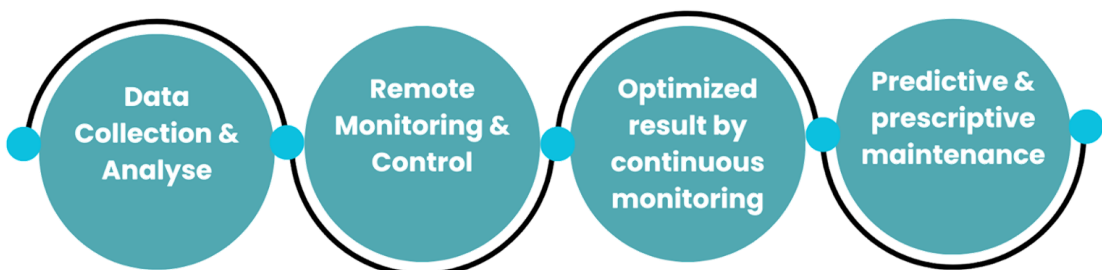 Data
Collection &
Analyse
Remote
Monitoring &
Control
Optimized
result by
continuous
monitoring
Predictive &
prescriptive
maintenance